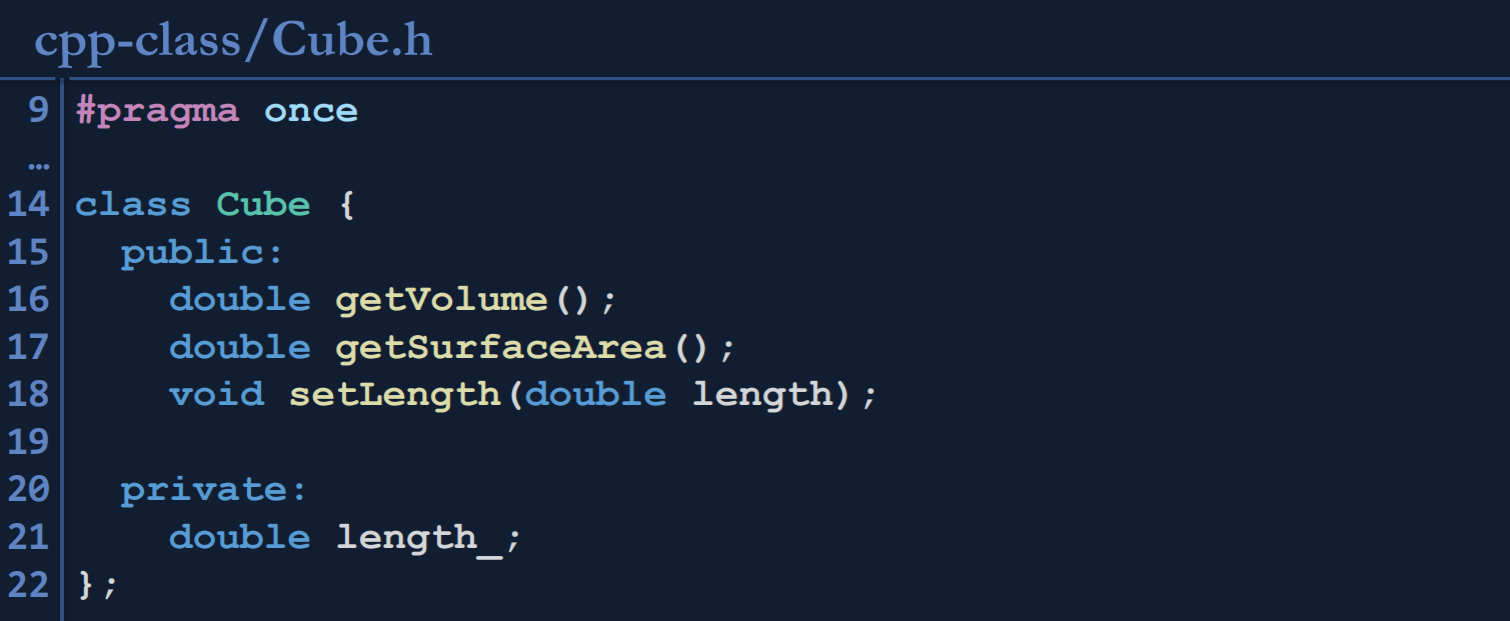 cpp-class/Cube.h
9 #pragma once
…
14 class Cube {
15   public:
16     double getVolume();
17     double getSurfaceArea();
18     void setLength(double length);
19
20   private:
21     double length_;
22 };